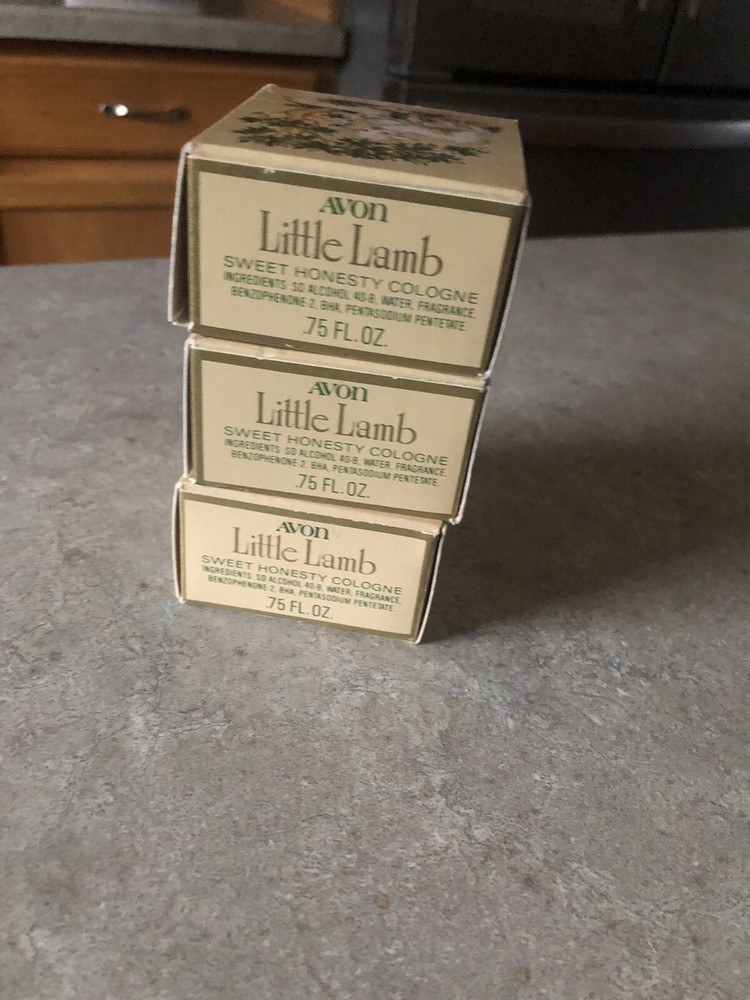 AVON
Little Lamb
SWEET HONESTY COLOGNE
INGREDIENTS: SD ALCOHOL 40-B, WATER, FRAGRANCE,
BENZOPHENONE-2, BHA, PENTASODIUM PENTETATE.
.75 FL. OZ.
AVON
Little Lamb
SWEET HONESTY COLOGNE
INGREDIENTS: SD ALCOHOL 40-B, WATER, FRAGRANCE,
BENZOPHENONE-2, BHA, PENTASODIUM PENTETATE.
.75 FL. OZ.
AVON
Little Lamb
SWEET HONESTY COLOGNE
INGREDIENTS: SD ALCOHOL 40-B, WATER, FRAGRANCE,
BENZOPHENONE-2, BHA, PENTASODIUM PENTETATE.
.75 FL. OZ.